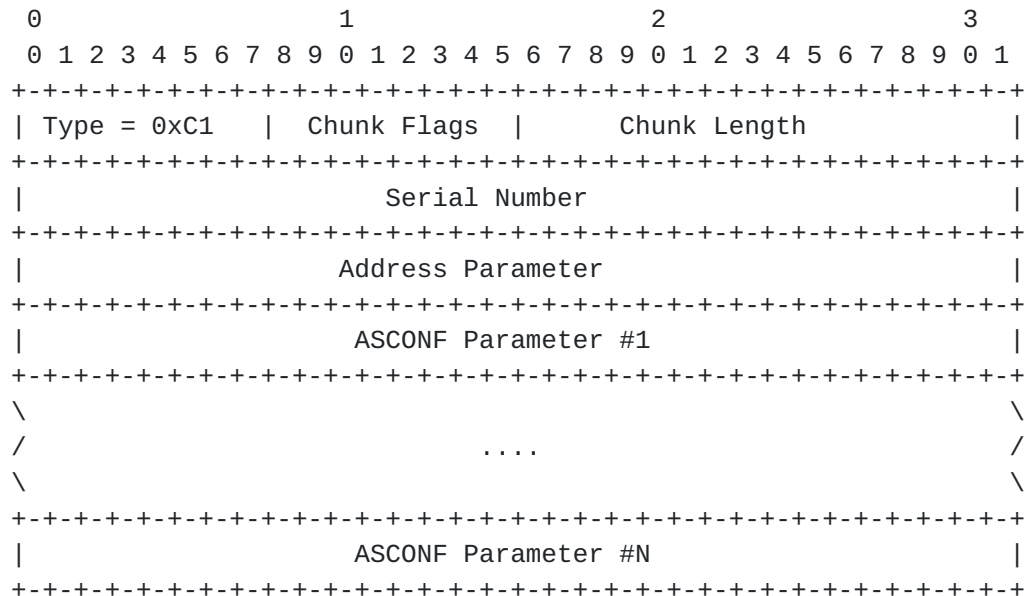 0                   1                   2                   3
 0 1 2 3 4 5 6 7 8 9 0 1 2 3 4 5 6 7 8 9 0 1 2 3 4 5 6 7 8 9 0 1
+-+-+-+-+-+-+-+-+-+-+-+-+-+-+-+-+-+-+-+-+-+-+-+-+-+-+-+-+-+-+-+-+
| Type = 0xC1   |  Chunk Flags  |      Chunk Length             |
+-+-+-+-+-+-+-+-+-+-+-+-+-+-+-+-+-+-+-+-+-+-+-+-+-+-+-+-+-+-+-+-+
|                       Serial Number                           |
+-+-+-+-+-+-+-+-+-+-+-+-+-+-+-+-+-+-+-+-+-+-+-+-+-+-+-+-+-+-+-+-+
|                    Address Parameter                          |
+-+-+-+-+-+-+-+-+-+-+-+-+-+-+-+-+-+-+-+-+-+-+-+-+-+-+-+-+-+-+-+-+
|                     ASCONF Parameter #1                       |
+-+-+-+-+-+-+-+-+-+-+-+-+-+-+-+-+-+-+-+-+-+-+-+-+-+-+-+-+-+-+-+-+
\                                                               \
/                             ....                              /
\                                                               \
+-+-+-+-+-+-+-+-+-+-+-+-+-+-+-+-+-+-+-+-+-+-+-+-+-+-+-+-+-+-+-+-+
|                     ASCONF Parameter #N                       |
+-+-+-+-+-+-+-+-+-+-+-+-+-+-+-+-+-+-+-+-+-+-+-+-+-+-+-+-+-+-+-+-+